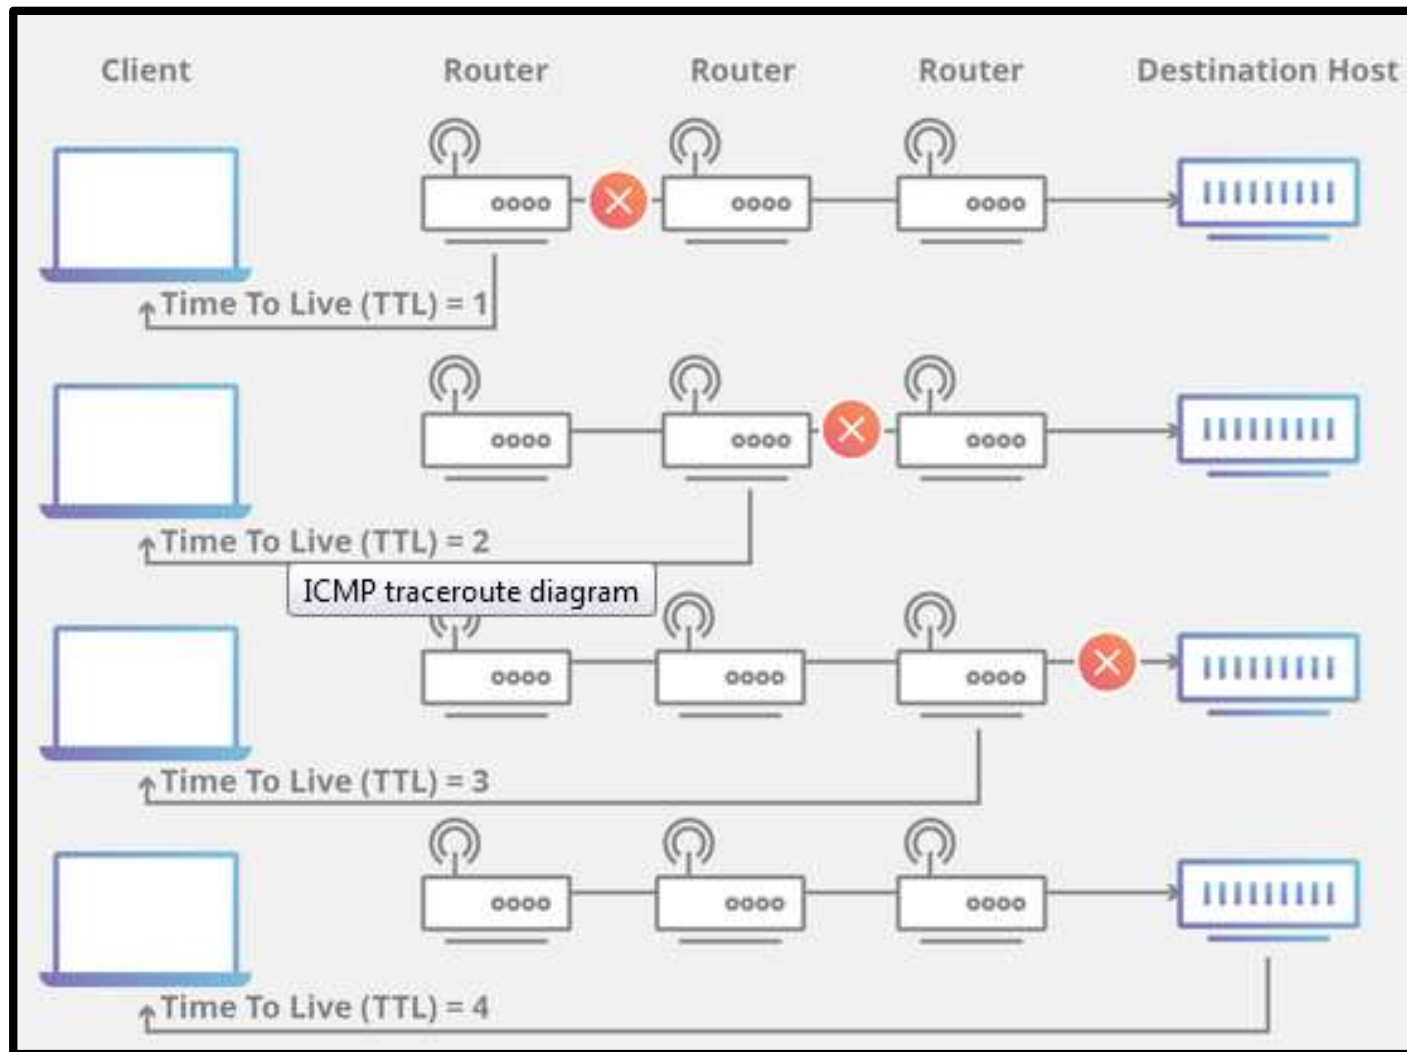 Client Router Router Router Destination Host
Time To Live (TTL) = 1
Time To Live (TTL) = 2
ICMP traceroute diagram
Time To Live (TTL) = 3
Time To Live (TTL) = 4